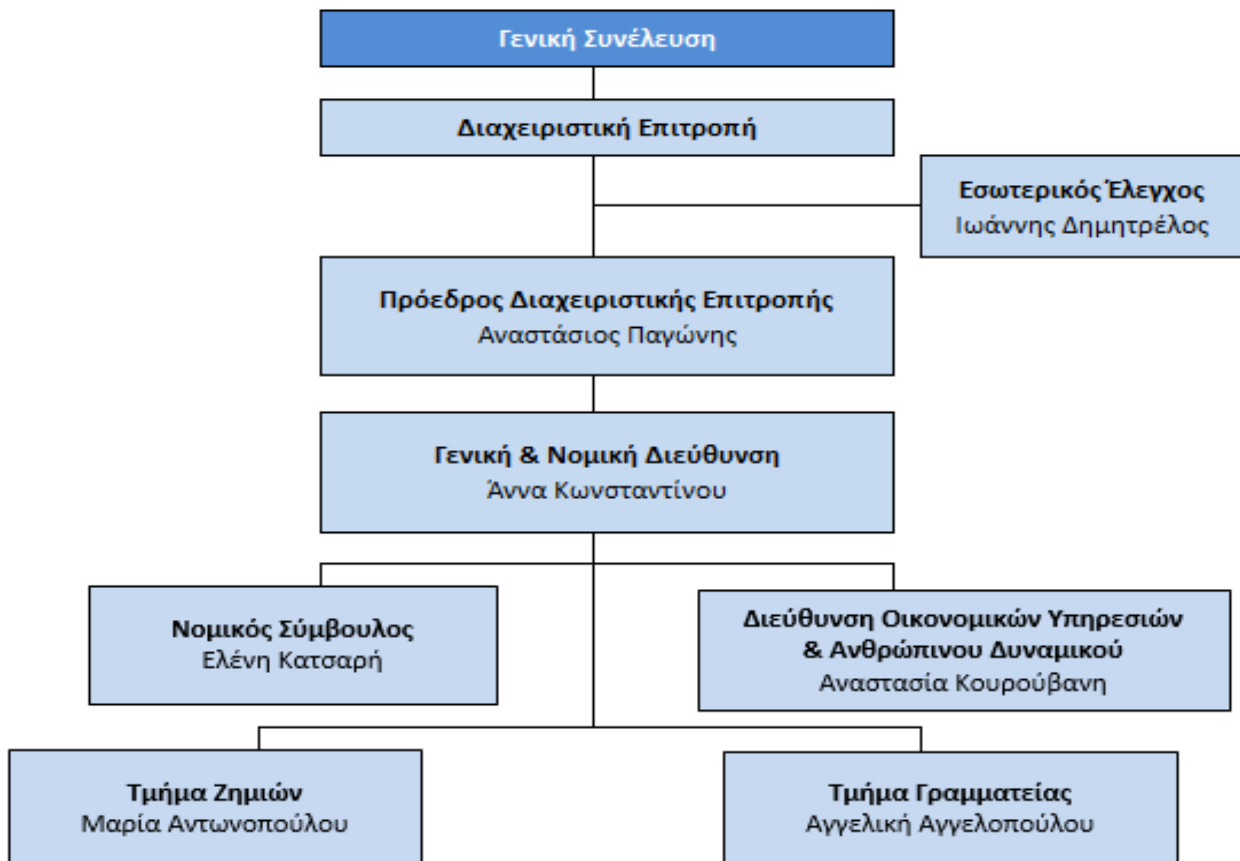 Γενική Συνέλευση
Διαχειριστική Επιτροπή
Εσωτερικός Έλεγχος
Ιωάννης Δημητρέλος
Πρόεδρος Διαχειριστικής Επιτροπής
Αναστάσιος Παγώνης
Γενική & Νομική Διεύθυνση
Άννα Κωνσταντίνου
Νομικός Σύμβουλος
Ελένη Κατσαρή
Διεύθυνση Οικονομικών Υπηρεσιών
& Ανθρώπινου Δυναμικού
Αναστασία Κουρούβανη
Τμήμα Ζημιών
Μαρία Αντωνοπούλου
Τμήμα Γραμματείας
Αγγελική Αγγελοπούλου